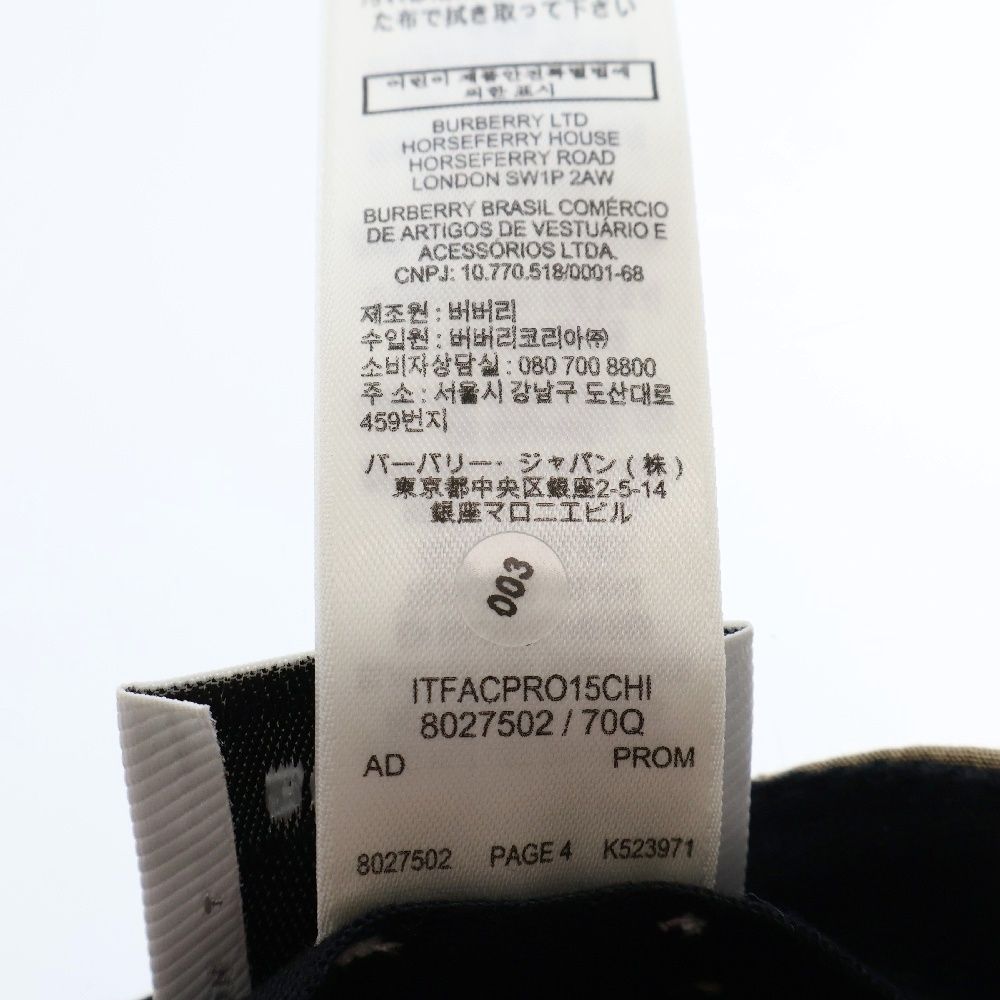 た布で拭き取って下さい
어린이 제품안전특별법에
의한 표시
BURBERRY LTD
HORSEFERRY HOUSE
HORSEFERRY ROAD
LONDON SW1P 2AW
BURBERRY BRASIL COMÉRCIO
DE ARTIGOS DE VESTUÁRIO E
ACESSÓRIOS LTDA.
CNPJ: 10.770.518/0001-68
제조원 : 버버리
수입원 : 버버리코리아㈜
소비자상담실 : 080 700 8800
주 소 : 서울시 강남구 도산대로
459번지
バーバリー・ジャパン(株)
東京都中央区銀座2-5-14
銀座マロニエビル
003
ITFACPRO15CHI
8027502 / 70Q
AD PROM
8027502 PAGE 4 K523971